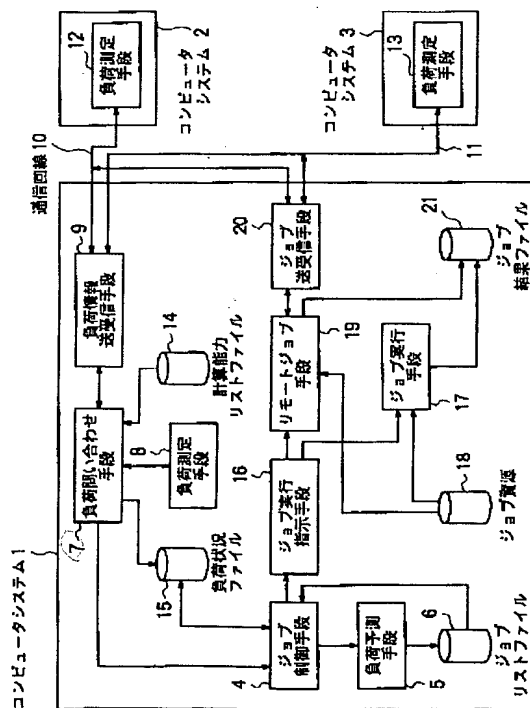 コンピュータシステム1
通信回線10
12
負荷測定
手段
コンピュータ
システム 2
9
負荷情報
送受信手段
7
負荷問い合わせ
手段
14
計算能力
リストファイル
8
負荷測定
手段
15
負荷状況
ファイル
コンピュータ
システム 3
13
負荷測定
手段
11
20
ジョブ
送受信手段
16
ジョブ実行
指示手段
リモートジョブ
手段
19
21
ジョブ
結果ファイル
4
ジョブ
制御手段
ジョブ実行
手段
17
5
負荷予測
手段
18
ジョブ資源
6
ジョブ
リストファイル